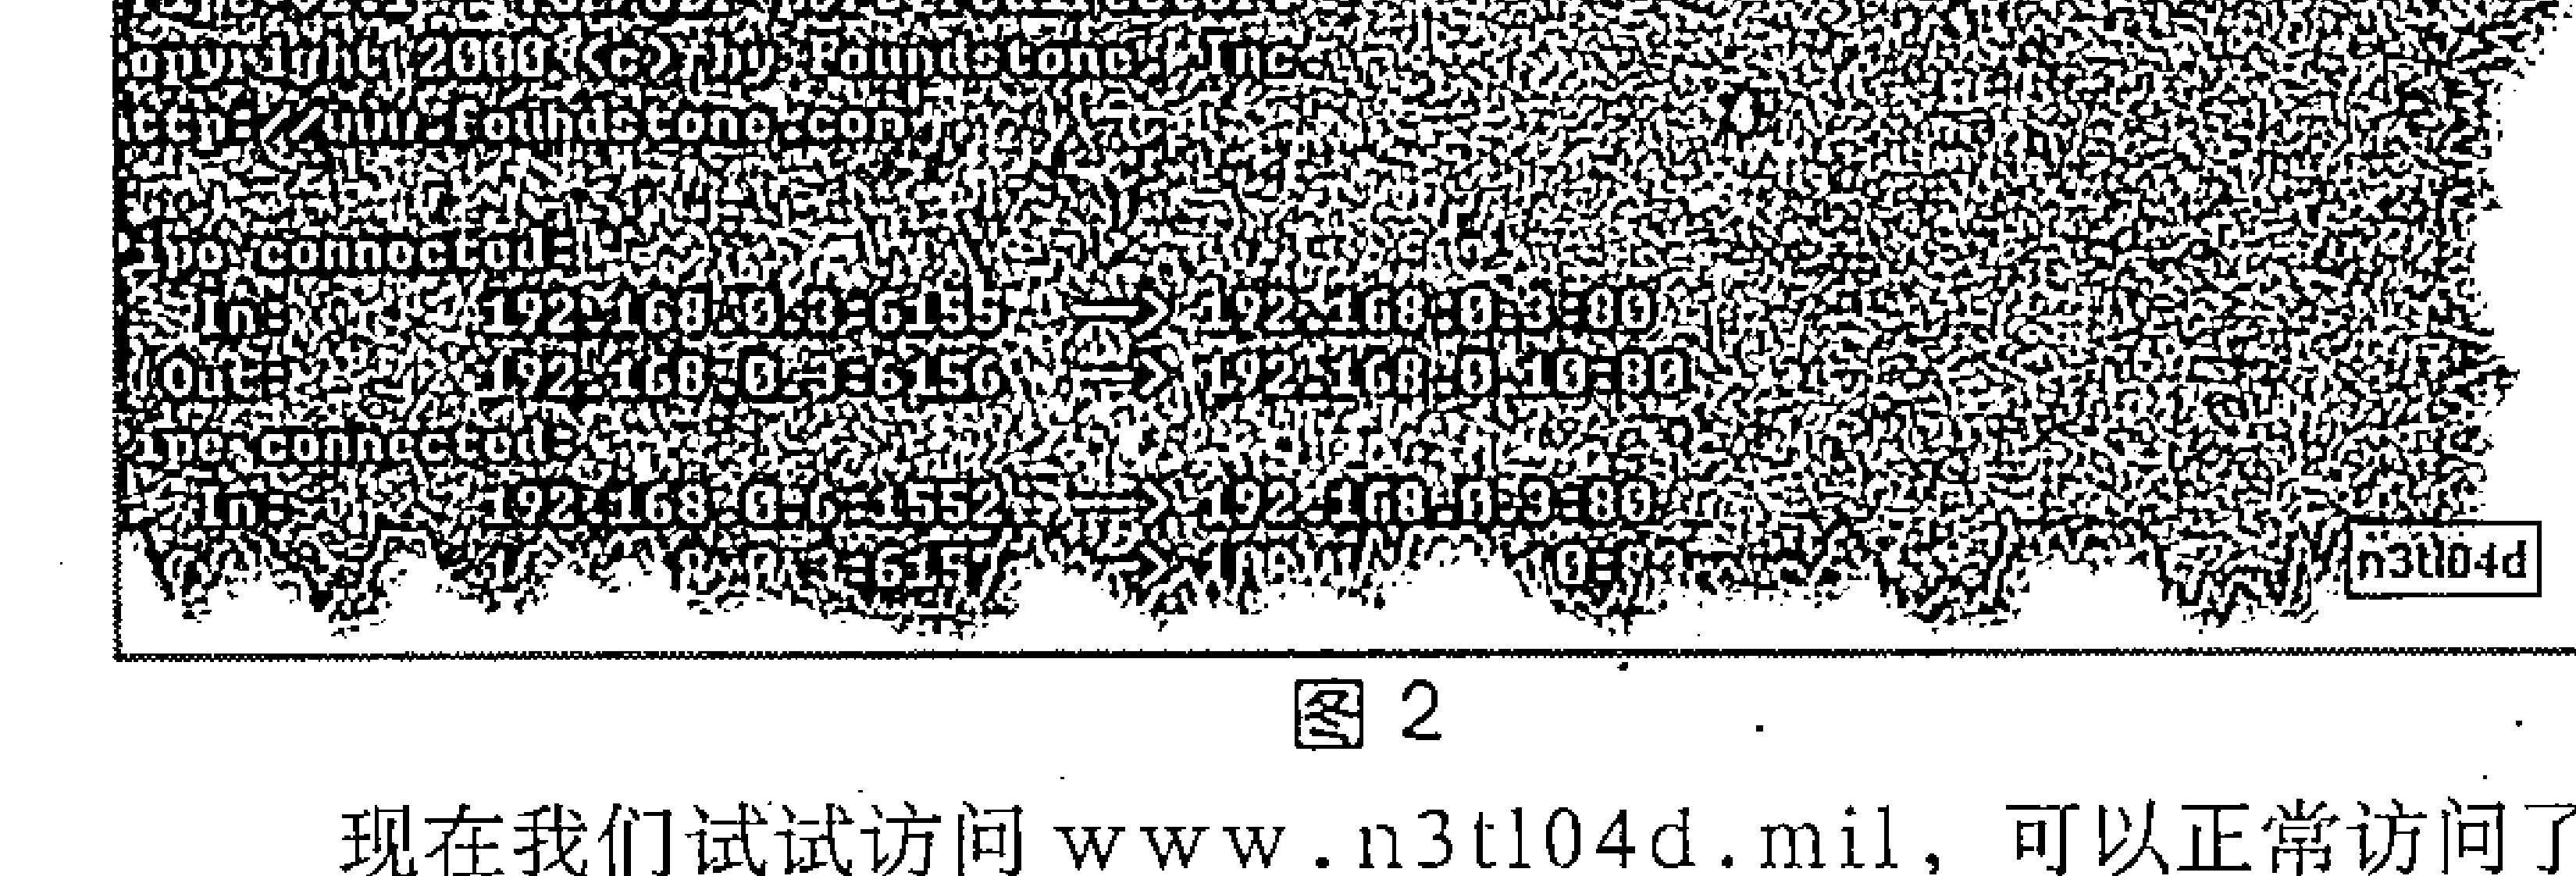 opyright 2000 (c) by Foundstone, Inc.
ttp://www.foundstone.com
ipe connected:
In: 192.168.0.3:6155 --> 192.168.0.3:80
Out: 192.168.0.3:6156 --> 192.168.0.10:80
ipe connected:
In: 192.168.0.6:1552 --> 192.168.0.3:80
0.3:6157 -->
n3tl04d
图 2
现在我们试试访问 www.n3tl04d.mil, 可以正常访问了